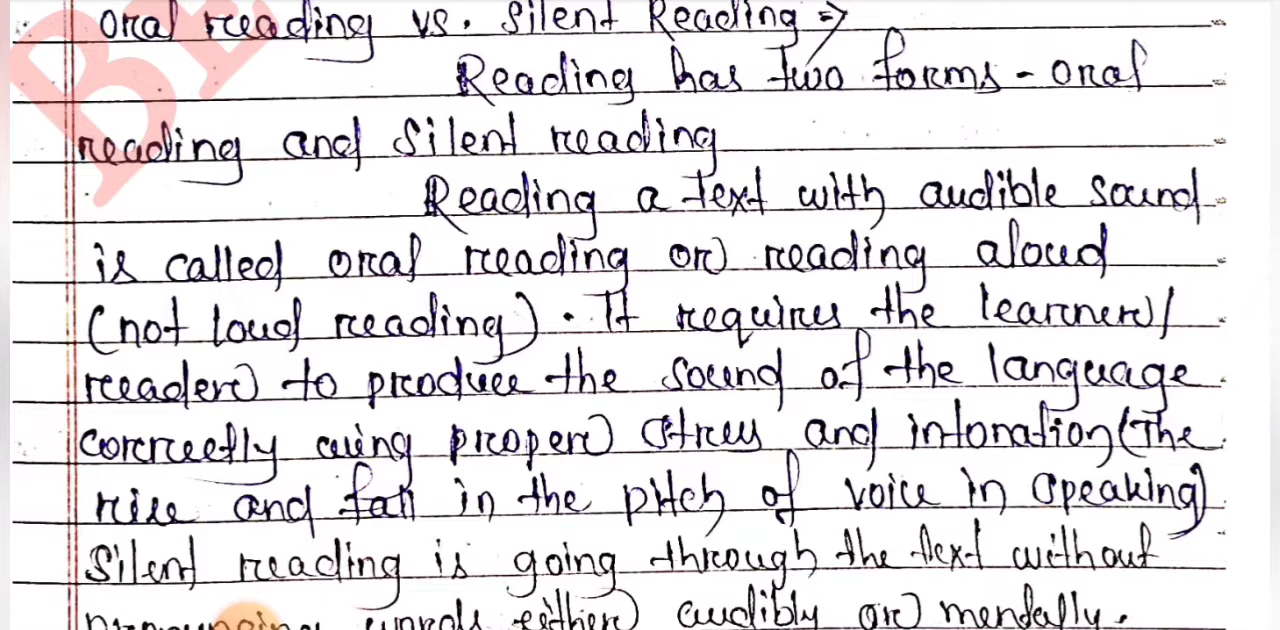 Oral reading vs. Silent Reading ⇒
Reading has two forms - oral
reading and silent reading
Reading a text with audible sound
is called oral reading or reading aloud
(not loud reading). It requires the learner/
reader to produce the sound of the language
correctly using proper stress and intonation (The
rise and fall in the pitch of voice in speaking)
Silent reading is going through the text without
pronouncing words either audibly or mentally.